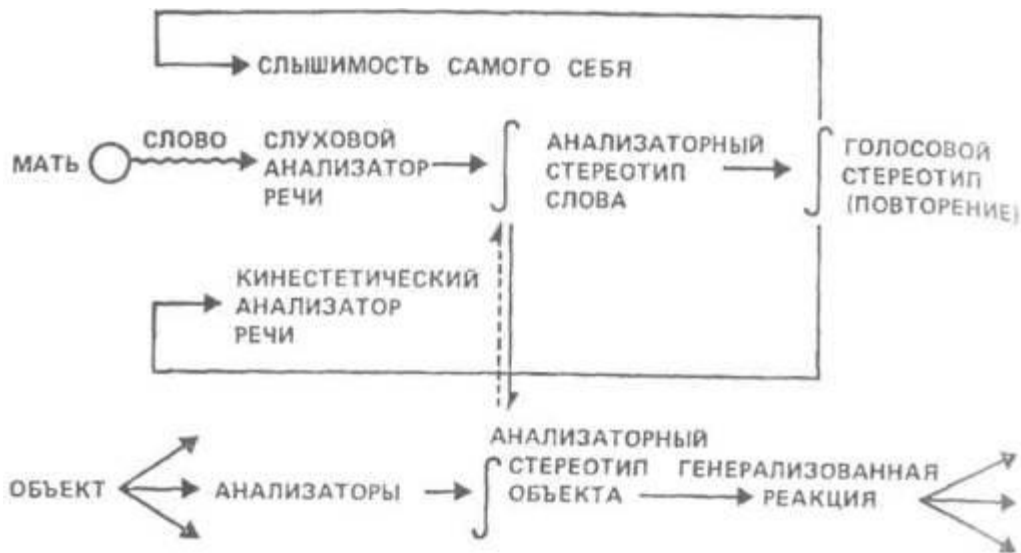 СЛЫШИМОСТЬ САМОГО СЕБЯ
МАТЬ
СЛОВО
СЛУХОВОЙ
АНАЛИЗАТОР
РЕЧИ
АНАЛИЗАТОРНЫЙ
СТЕРЕОТИП
СЛОВА
ГОЛОСОВОЙ
СТЕРЕОТИП
(ПОВТОРЕНИЕ)
КИНЕСТЕТИЧЕСКИЙ
АНАЛИЗАТОР
РЕЧИ
ОБЪЕКТ
АНАЛИЗАТОРЫ
АНАЛИЗАТОРНЫЙ
СТЕРЕОТИП
ОБЪЕКТА
ГЕНЕРАЛИЗОВАННАЯ
РЕАКЦИЯ